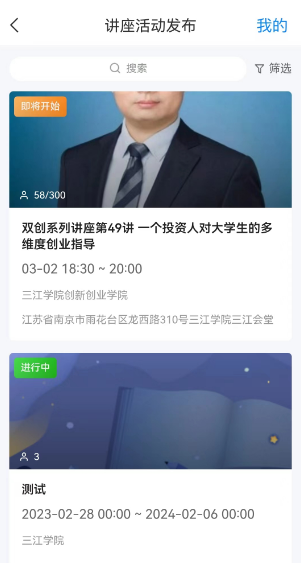 讲座活动发布
我的
搜索
筛选
即将开始
58/300
双创系列讲座第49讲 一个投资人对大学生的多
维度创业指导
03-02 18:30 ~ 20:00
三江学院创新创业学院
江苏省南京市雨花台区龙西路310号三江学院三江会堂
进行中
3
测试
2023-02-28 00:00 ~ 2024-02-06 00:00
三江学院